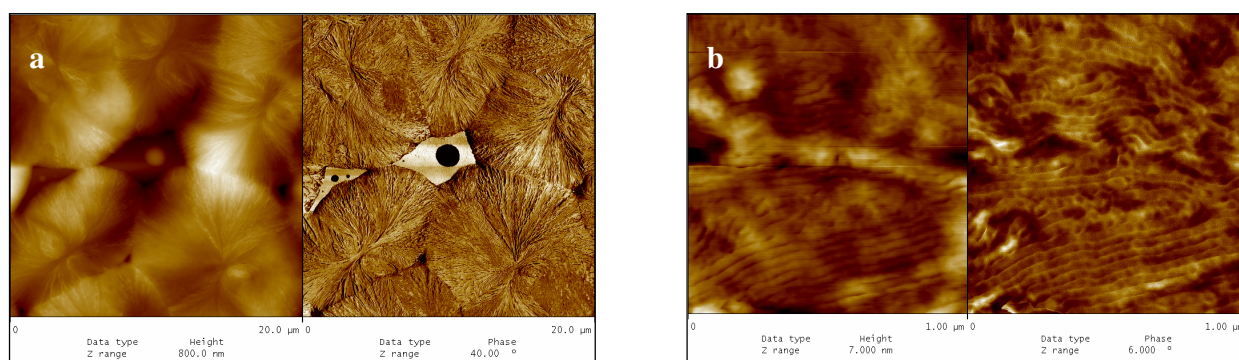 a
b
0 20.0 µm 0 20.0 µm
Data type Height Data type Phase
Z range 800.0 nm Z range 40.00 °
0 1.00 µm 0 1.00 µm
Data type Height Data type Phase
Z range 7.000 nm Z range 6.000 °